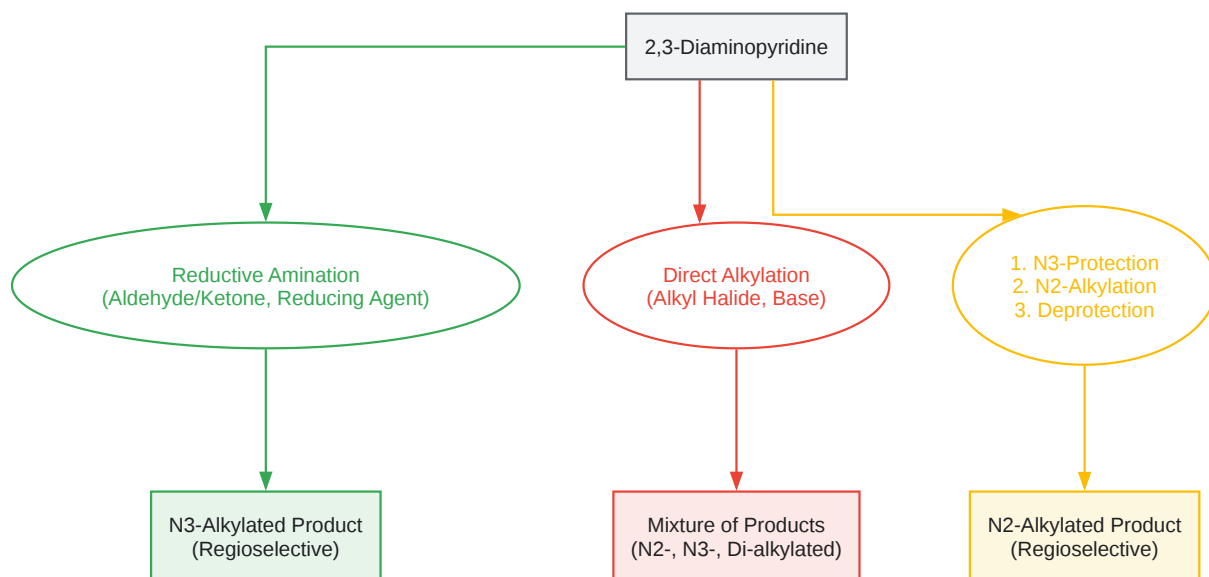 2,3-Diaminopyridine
Reductive Amination
(Aldehyde/Ketone, Reducing Agent)
Direct Alkylation
(Alkyl Halide, Base)
1. N3-Protection
2. N2-Alkylation
3. Deprotection
N3-Alkylated Product
(Regioselective)
Mixture of Products
(N2-, N3-, Di-alkylated)
N2-Alkylated Product
(Regioselective)